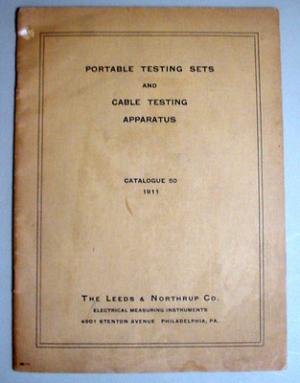 PORTABLE TESTING SETS
AND
CABLE TESTING
APPARATUS
CATALOGUE 50
1911
THE LEEDS & NORTHRUP CO.
ELECTRICAL MEASURING INSTRUMENTS
4901 STENTON AVENUE PHILADELPHIA, PA.